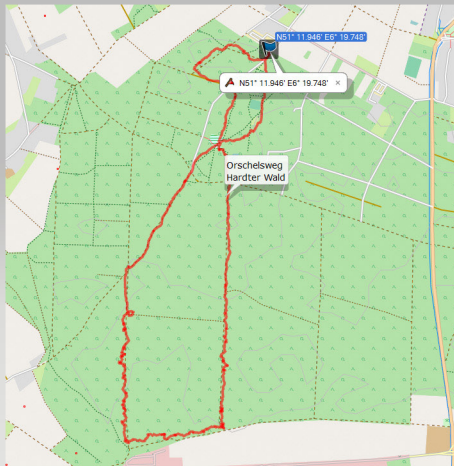 N51° 11.946' E6° 19.748'
N51° 11.946' E6° 19.748' ×
Orschelsweg
Hardter Wald